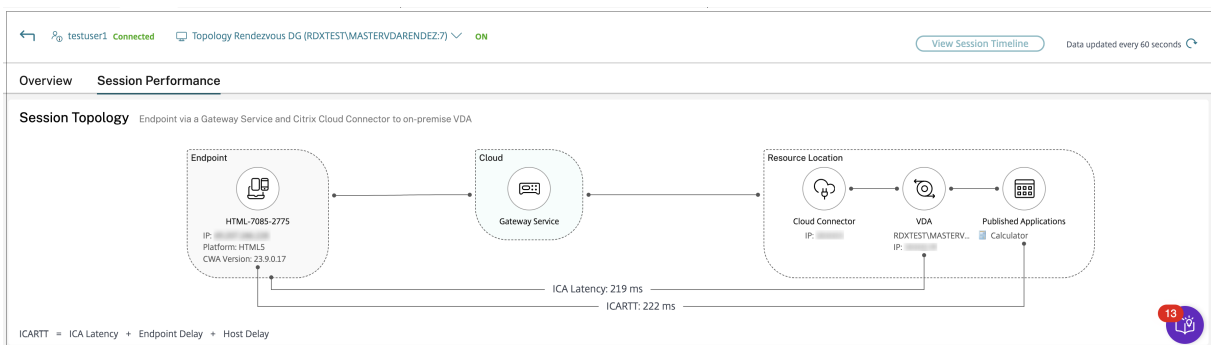 testuser1 Connected Topology Rendezvous DG (RDXTEST\MASTERVDARENDEZ:7) ON
View Session Timeline Data updated every 60 seconds
Overview Session Performance
Session Topology Endpoint via a Gateway Service and Citrix Cloud Connector to on-premise VDA
Endpoint
HTML-7085-2775
IP:
Platform: HTML5
CWA Version: 23.9.0.17
Cloud
Gateway Service
Resource Location
Cloud Connector
IP:
VDA
RDXTEST\MASTERV...
IP:
Published Applications
Calculator
ICA Latency: 219 ms
ICARTT: 222 ms
ICARTT = ICA Latency + Endpoint Delay + Host Delay
13